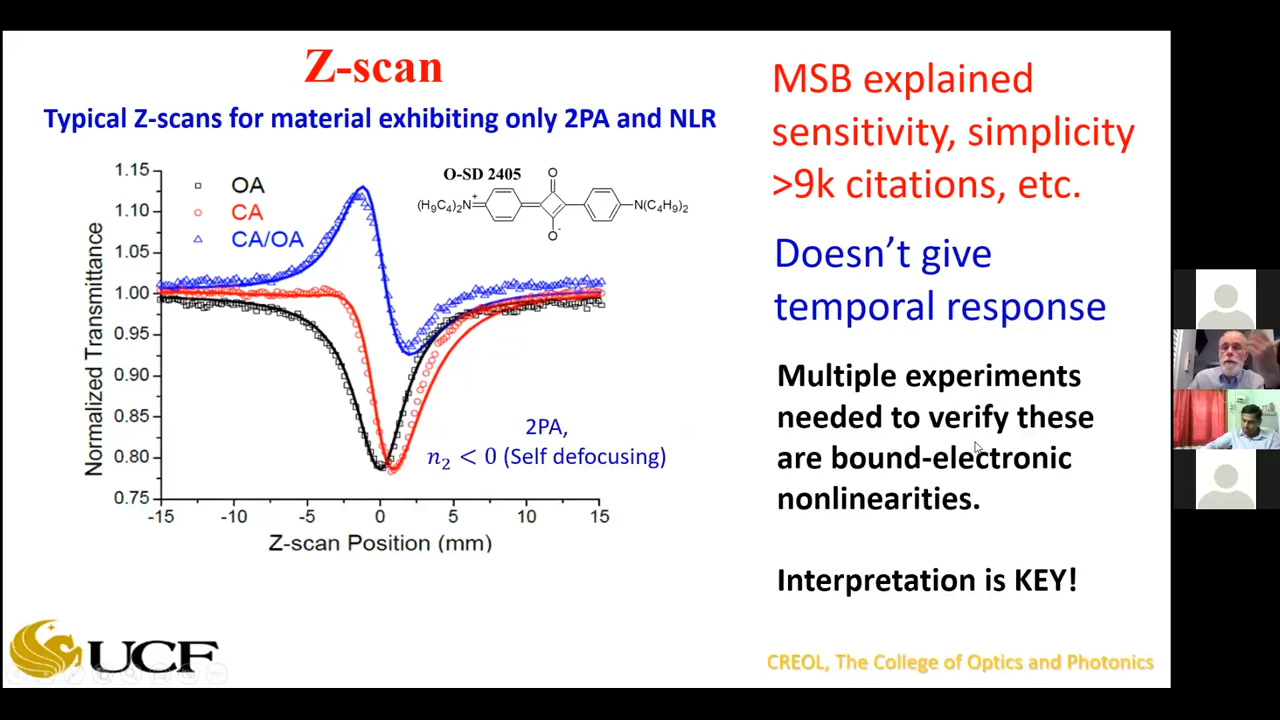 Z-scan
Typical Z-scans for material exhibiting only 2PA and NLR
1.15
1.10
1.05
1.00
0.95
0.90
0.85
0.80
0.75
Normalized Transmittance
OA
CA
CA/OA
O-SD 2405
(H₉C₄)₂N
+
O
O
-
N(C₄H₉)₂
2PA,
n₂ < 0 (Self defocusing)
-15 -10 -5 0 5 10 15
Z-scan Position (mm)
MSB explained
sensitivity, simplicity
>9k citations, etc.
Doesn’t give
temporal response
Multiple experiments
needed to verify these
are bound-electronic
nonlinearities.
Interpretation is KEY!
UCF
CREOL, The College of Optics and Photonics